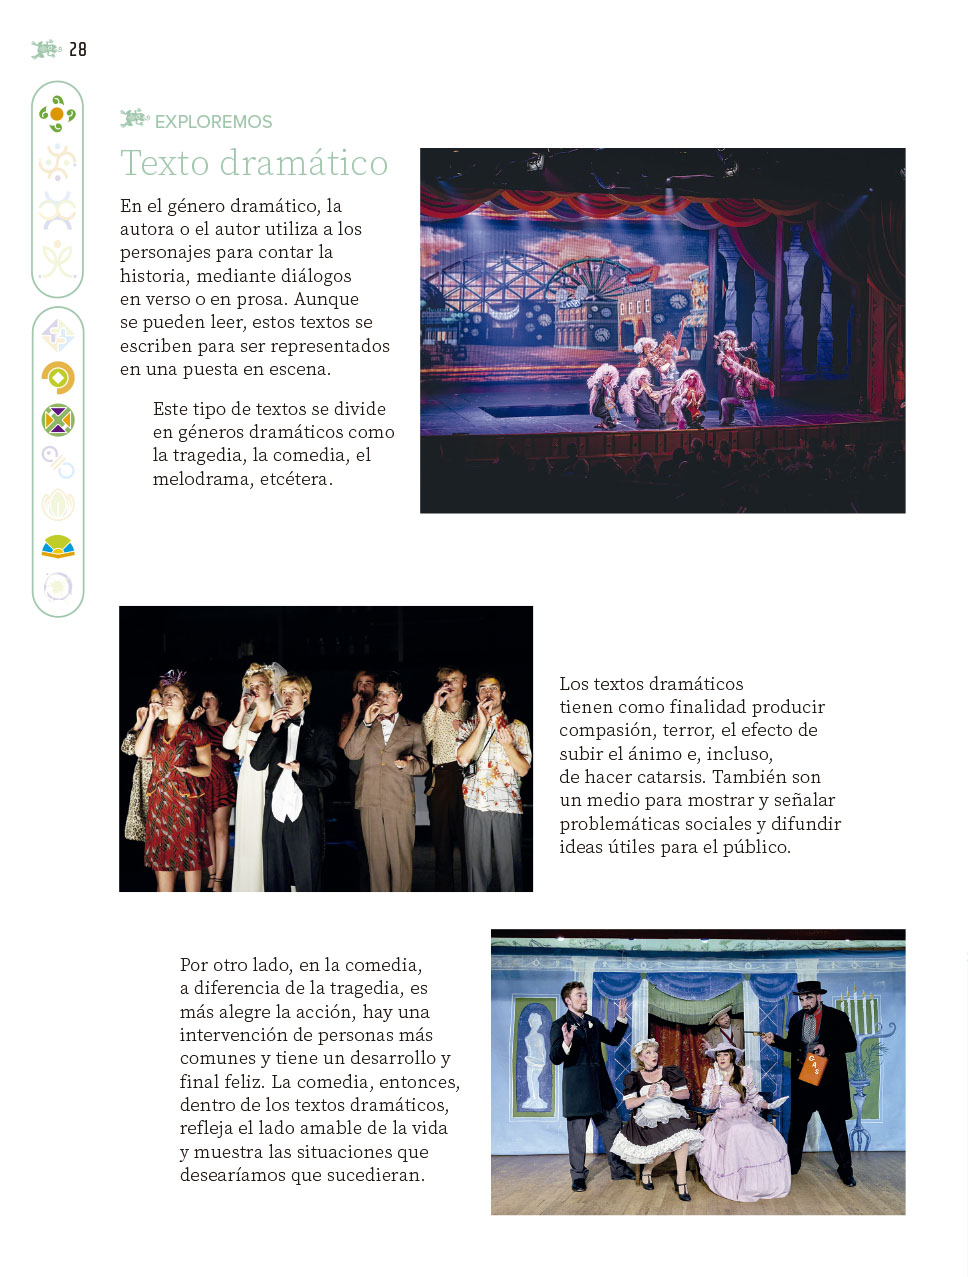 28
EXPLOREMOS
Texto dramático
En el género dramático, la
autora o el autor utiliza a los
personajes para contar la
historia, mediante diálogos
en verso o en prosa. Aunque
se pueden leer, estos textos se
escriben para ser representados
en una puesta en escena.
Este tipo de textos se divide
en géneros dramáticos como
la tragedia, la comedia, el
melodrama, etcétera.
Los textos dramáticos
tienen como finalidad producir
compasión, terror, el efecto de
subir el ánimo e, incluso,
de hacer catarsis. También son
un medio para mostrar y señalar
problemáticas sociales y difundir
ideas útiles para el público.
Por otro lado, en la comedia,
a diferencia de la tragedia, es
más alegre la acción, hay una
intervención de personas más
comunes y tiene un desarrollo y
final feliz. La comedia, entonces,
dentro de los textos dramáticos,
refleja el lado amable de la vida
y muestra las situaciones que
desearíamos que sucedieran.
GAS